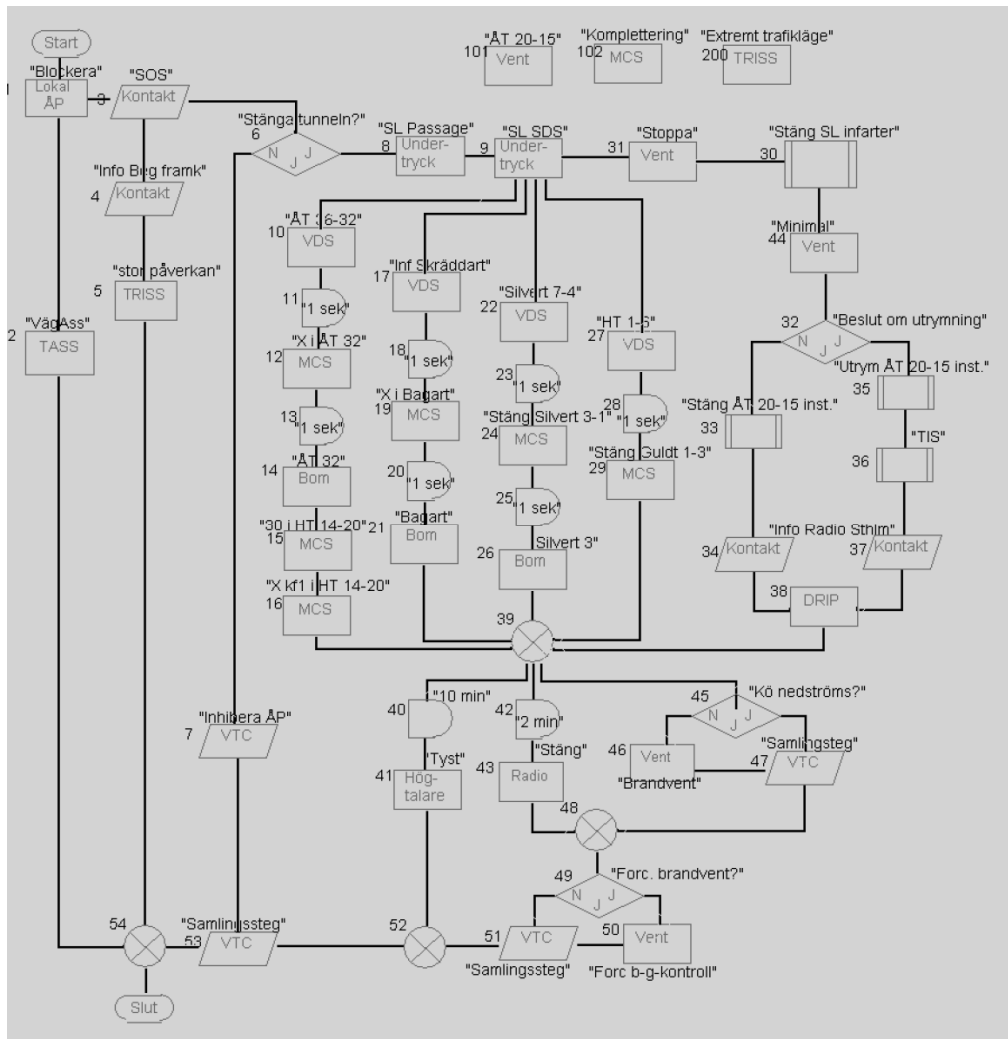 Start
"ÅT 20-15"
101
Vent
"Komplettering"
102
MCS
"Extremt trafikläge"
200
TRISS
"Blockera"
Lokal
ÅP
"SOS"
3
Kontakt
"Stänga tunneln?"
6
N J J
"SL Passage"
8
Under-
tryck
"SL SDS"
9
Under-
tryck
"Stoppa"
31
Vent
"Stäng SL infarter"
30
"Info Beg framk"
4
Kontakt
"Minimal"
44
Vent
"stor påverkan"
5
TRISS
"VägAss"
2
TASS
"ÅT 36-32"
10
VDS
11
"1 sek"
"X i ÅT 32"
12
MCS
13
"1 sek"
"ÅT 32"
14
Bom
"30 i HT 14-20"
15
MCS
"X kf1 i HT 14-20"
16
MCS
"Inf Skräddart"
17
VDS
18
"1 sek"
"X i Bagart"
19
MCS
20
"1 sek"
"Bagart"
21
Bom
"Silvert 7-4"
22
VDS
23
"1 sek"
"Stäng Silvert 3-1"
24
MCS
25
"1 sek"
Silvert 3"
26
Bom
"HT 1-6"
27
VDS
28
"1 sek"
"Stäng Guldt 1-3"
29
MCS
32
"Beslut om utrymning"
N J J
"Utrym ÅT 20-15 inst."
35
"Stäng ÅT 20-15 inst."
33
"TIS"
36
"Info Radio Sthlm"
34
Kontakt
37
Kontakt
38
DRIP
39
"10 min"
40
"Tyst"
41
Hög-
talare
42
"2 min"
"Stäng"
43
Radio
45
"Kö nedströms?"
N J J
46
Vent
"Brandvent"
"Samlingsteg"
47
VTC
"Inhibera ÅP"
7
VTC
48
49
"Forc. brandvent?"
N J J
54
"Samlingssteg"
53
VTC
52
51
VTC
"Samlingssteg"
50
Vent
"Forc b-g-kontroll"
Slut